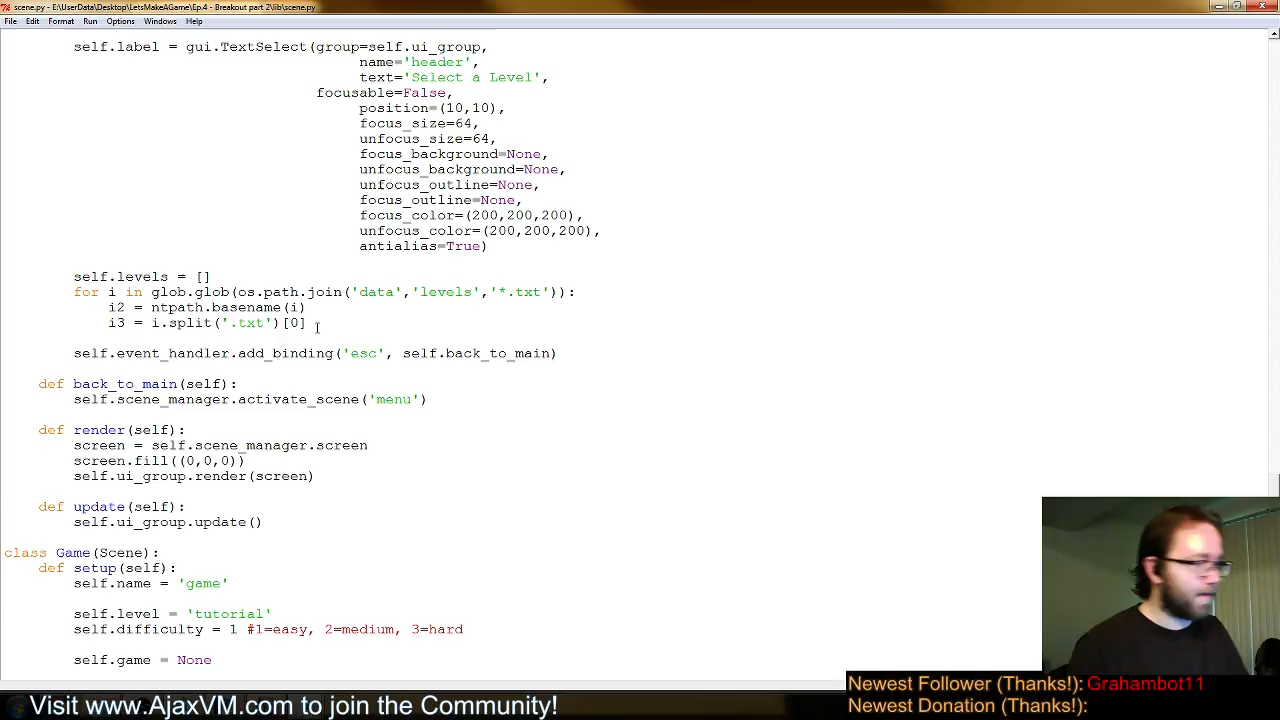 scene.py - E:\UserData\Desktop\LetsMakeAGame\Ep.4 - Breakout part 2\lib\scene.py
File Edit Format Run Options Windows Help
self.label = gui.TextSelect(group=self.ui_group,
name='header',
text='Select a Level',
focusable=False,
position=(10,10),
focus_size=64,
unfocus_size=64,
focus_background=None,
unfocus_background=None,
unfocus_outline=None,
focus_outline=None,
focus_color=(200,200,200),
unfocus_color=(200,200,200),
antialias=True)
self.levels = []
for i in glob.glob(os.path.join('data','levels','*.txt')):
i2 = ntpath.basename(i)
i3 = i.split('.txt')[0]
self.event_handler.add_binding('esc', self.back_to_main)
def back_to_main(self):
self.scene_manager.activate_scene('menu')
def render(self):
screen = self.scene_manager.screen
screen.fill((0,0,0))
self.ui_group.render(screen)
def update(self):
self.ui_group.update()
class Game(Scene):
def setup(self):
self.name = 'game'
self.level = 'tutorial'
self.difficulty = 1 #1=easy, 2=medium, 3=hard
self.game = None
Newest Follower (Thanks!): Grahambot11
Newest Donation (Thanks!):
Visit www.AjaxVM.com to join the Community!